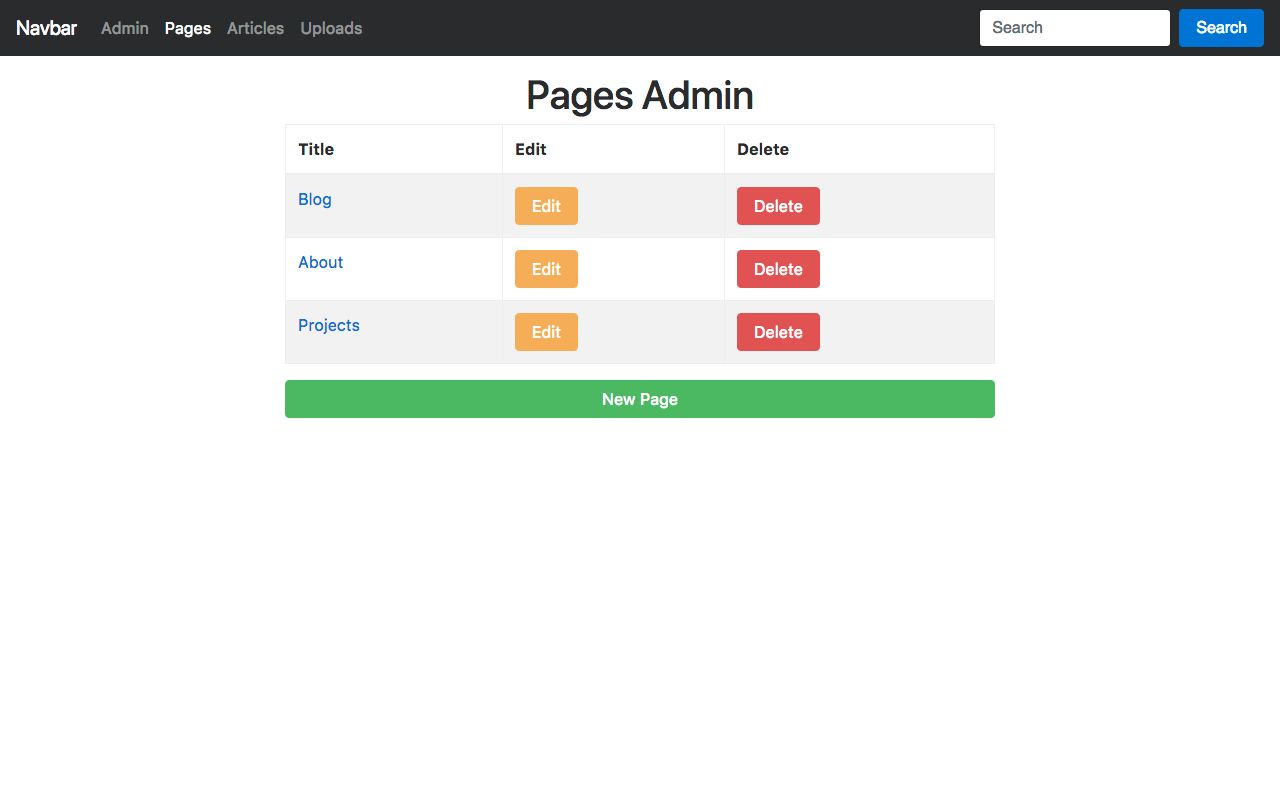 Navbar Admin Pages Articles Uploads Search Search
Pages Admin
Title Edit Delete
Blog Edit Delete
About Edit Delete
Projects Edit Delete
New Page